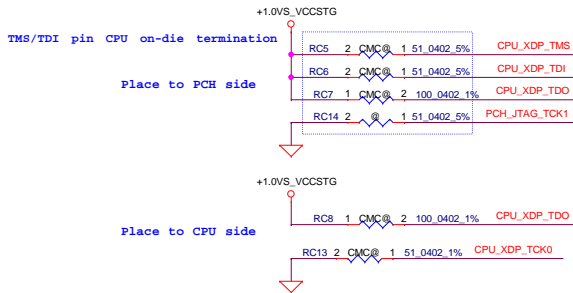 +1.0VS_VCCSTG
TMS/TDI pin CPU on-die termination
RC5 2 CMC@ 1 51_0402_5% CPU_XDP_TMS
RC6 2 CMC@ 1 51_0402_5% CPU_XDP_TDI
Place to PCH side
RC7 1 CMC@ 2 100_0402_1% CPU_XDP_TDO
RC14 2 @ 1 51_0402_5% PCH_JTAG_TCK1
+1.0VS_VCCSTG
RC8 1 CMC@ 2 100_0402_1% CPU_XDP_TDO
Place to CPU side
RC13 2 CMC@ 1 51_0402_1% CPU_XDP_TCK0